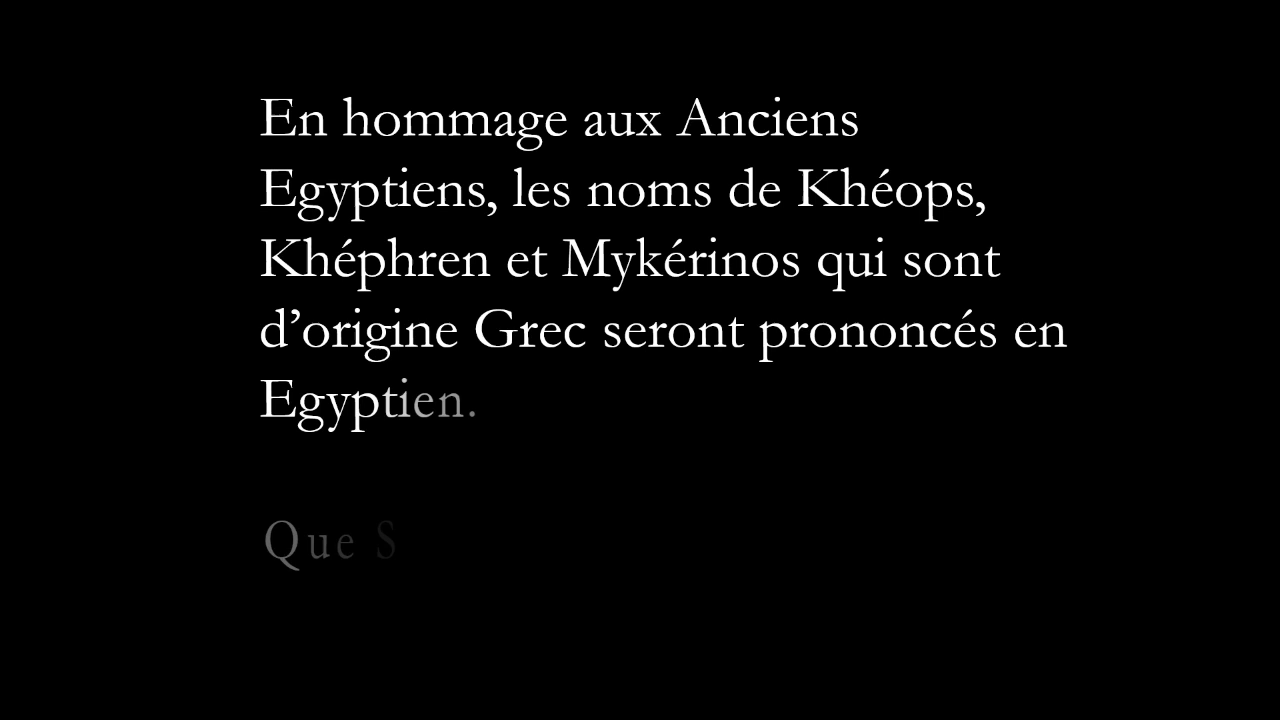 En hommage aux Anciens
Egyptiens, les noms de Khéops,
Khéphren et Mykérinos qui sont
d’origine Grec seront prononcés en
Egyptien.
Que S